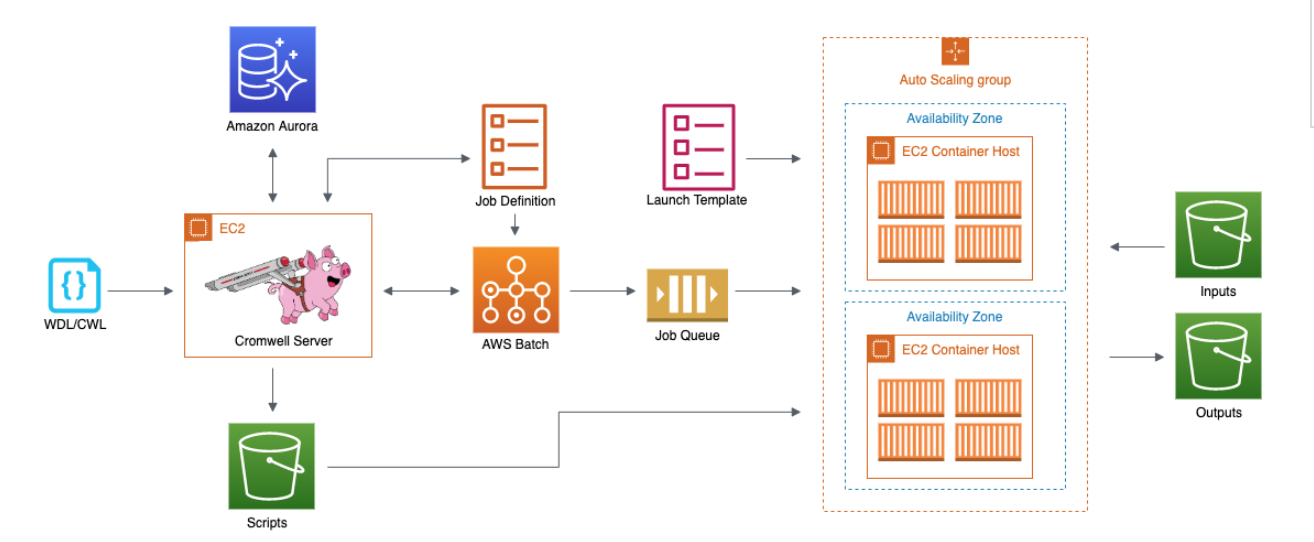 Amazon Aurora
Job Definition
Launch Template
Auto Scaling group
Availability Zone
EC2 Container Host
EC2
Cromwell Server
WDL/CWL
AWS Batch
Job Queue
Availability Zone
EC2 Container Host
Inputs
Outputs
Scripts